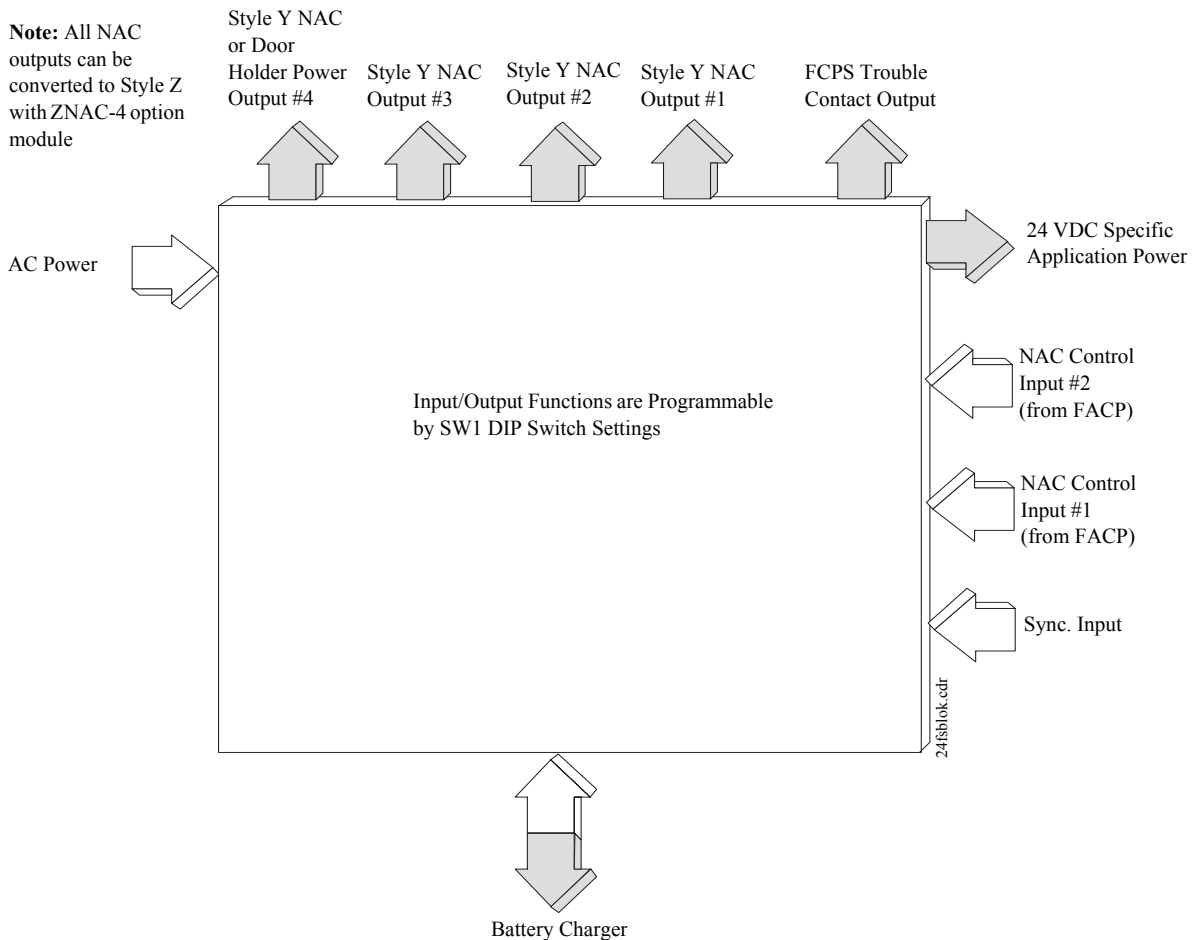 Note: All NAC
outputs can be
converted to Style Z
with ZNAC-4 option
module
Style Y NAC
or Door
Holder Power
Output #4
Style Y NAC
Output #3
Style Y NAC
Output #2
Style Y NAC
Output #1
FCPS Trouble
Contact Output
AC Power
24 VDC Specific
Application Power
NAC Control
Input #2
(from FACP)
Input/Output Functions are Programmable
by SW1 DIP Switch Settings
NAC Control
Input #1
(from FACP)
Sync. Input
24fsblok.cdr
Battery Charger